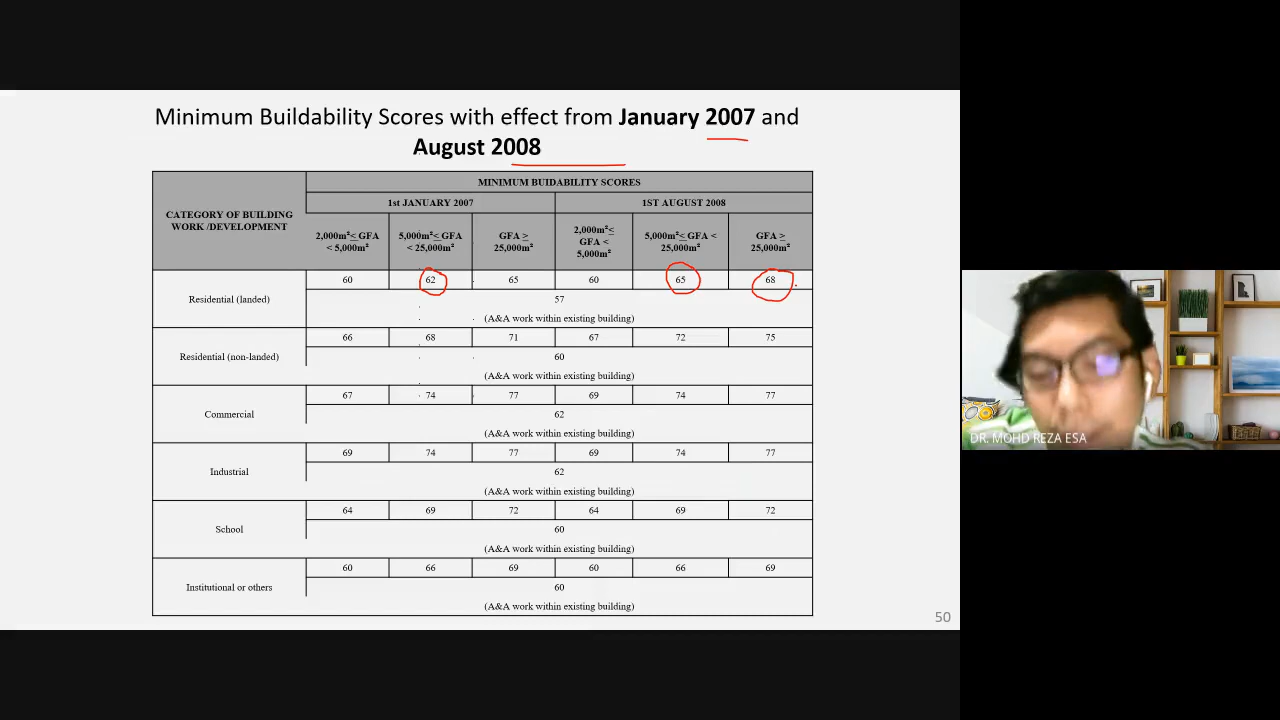 Minimum Buildability Scores with effect from January 2007 and
August 2008
MINIMUM BUIDABILITY SCORES
CATEGORY OF BUILDING
WORK /DEVELOPMENT
1st JANUARY 2007
1ST AUGUST 2008
2,000m²≤ GFA
< 5,000m²
5,000m²≤ GFA
< 25,000m²
GFA ≥
25,000m²
2,000m²≤
GFA <
5,000m²
5,000m²≤ GFA <
25,000m²
GFA ≥
25,000m²
Residential (landed)
60 62 65 60 65 68
57
(A&A work within existing building)
Residential (non-landed)
66 68 71 67 72 75
60
(A&A work within existing building)
Commercial
67 74 77 69 74 77
62
(A&A work within existing building)
Industrial
69 74 77 69 74 77
62
(A&A work within existing building)
School
64 69 72 64 69 72
60
(A&A work within existing building)
Institutional or others
60 66 69 60 66 69
60
(A&A work within existing building)
50
DR. MOHD REZA ESA